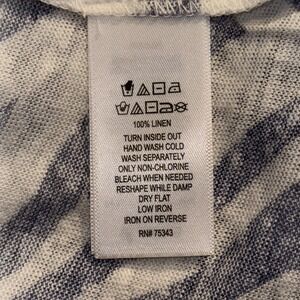 100% LINEN
TURN INSIDE OUT
HAND WASH COLD
WASH SEPARATELY
ONLY NON-CHLORINE
BLEACH WHEN NEEDED
RESHAPE WHILE DAMP
DRY FLAT
LOW IRON
IRON ON REVERSE
RN# 75343